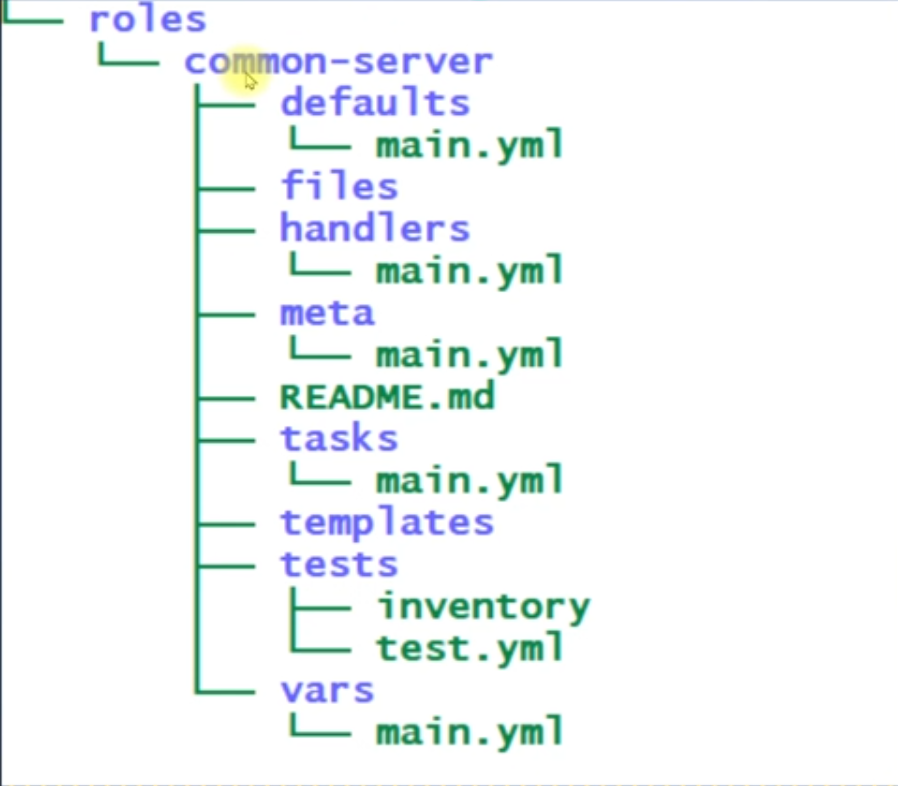 └── roles
    └── common-server
        ├── defaults
        │   └── main.yml
        ├── files
        ├── handlers
        │   └── main.yml
        ├── meta
        │   └── main.yml
        ├── README.md
        ├── tasks
        │   └── main.yml
        ├── templates
        ├── tests
        │   ├── inventory
        │   └── test.yml
        └── vars
            └── main.yml